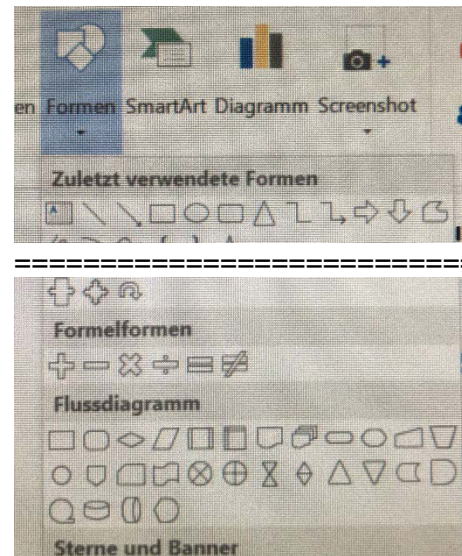 en Formen SmartArt Diagramm Screenshot
Zuletzt verwendete Formen
A
Formelformen
Flussdiagramm
Sterne und Banner